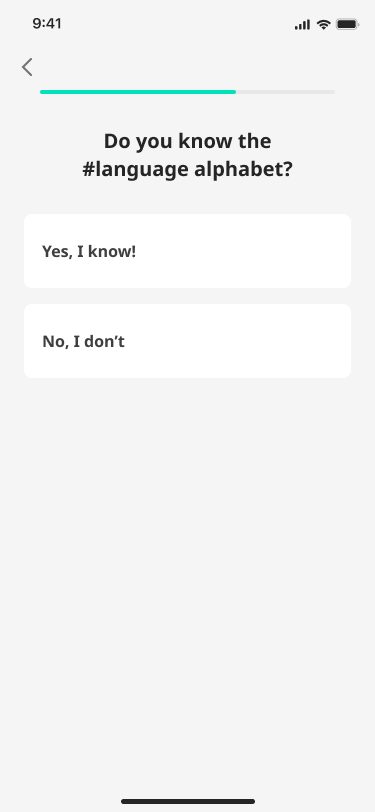 9:41
Do you know the
#language alphabet?
Yes, I know!
No, I don’t